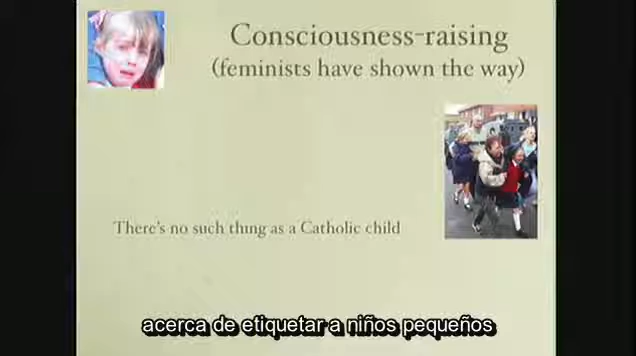 Consciousness-raising
(feminists have shown the way)
There's no such thing as a Catholic child
acerca de etiquetar a niños pequeños